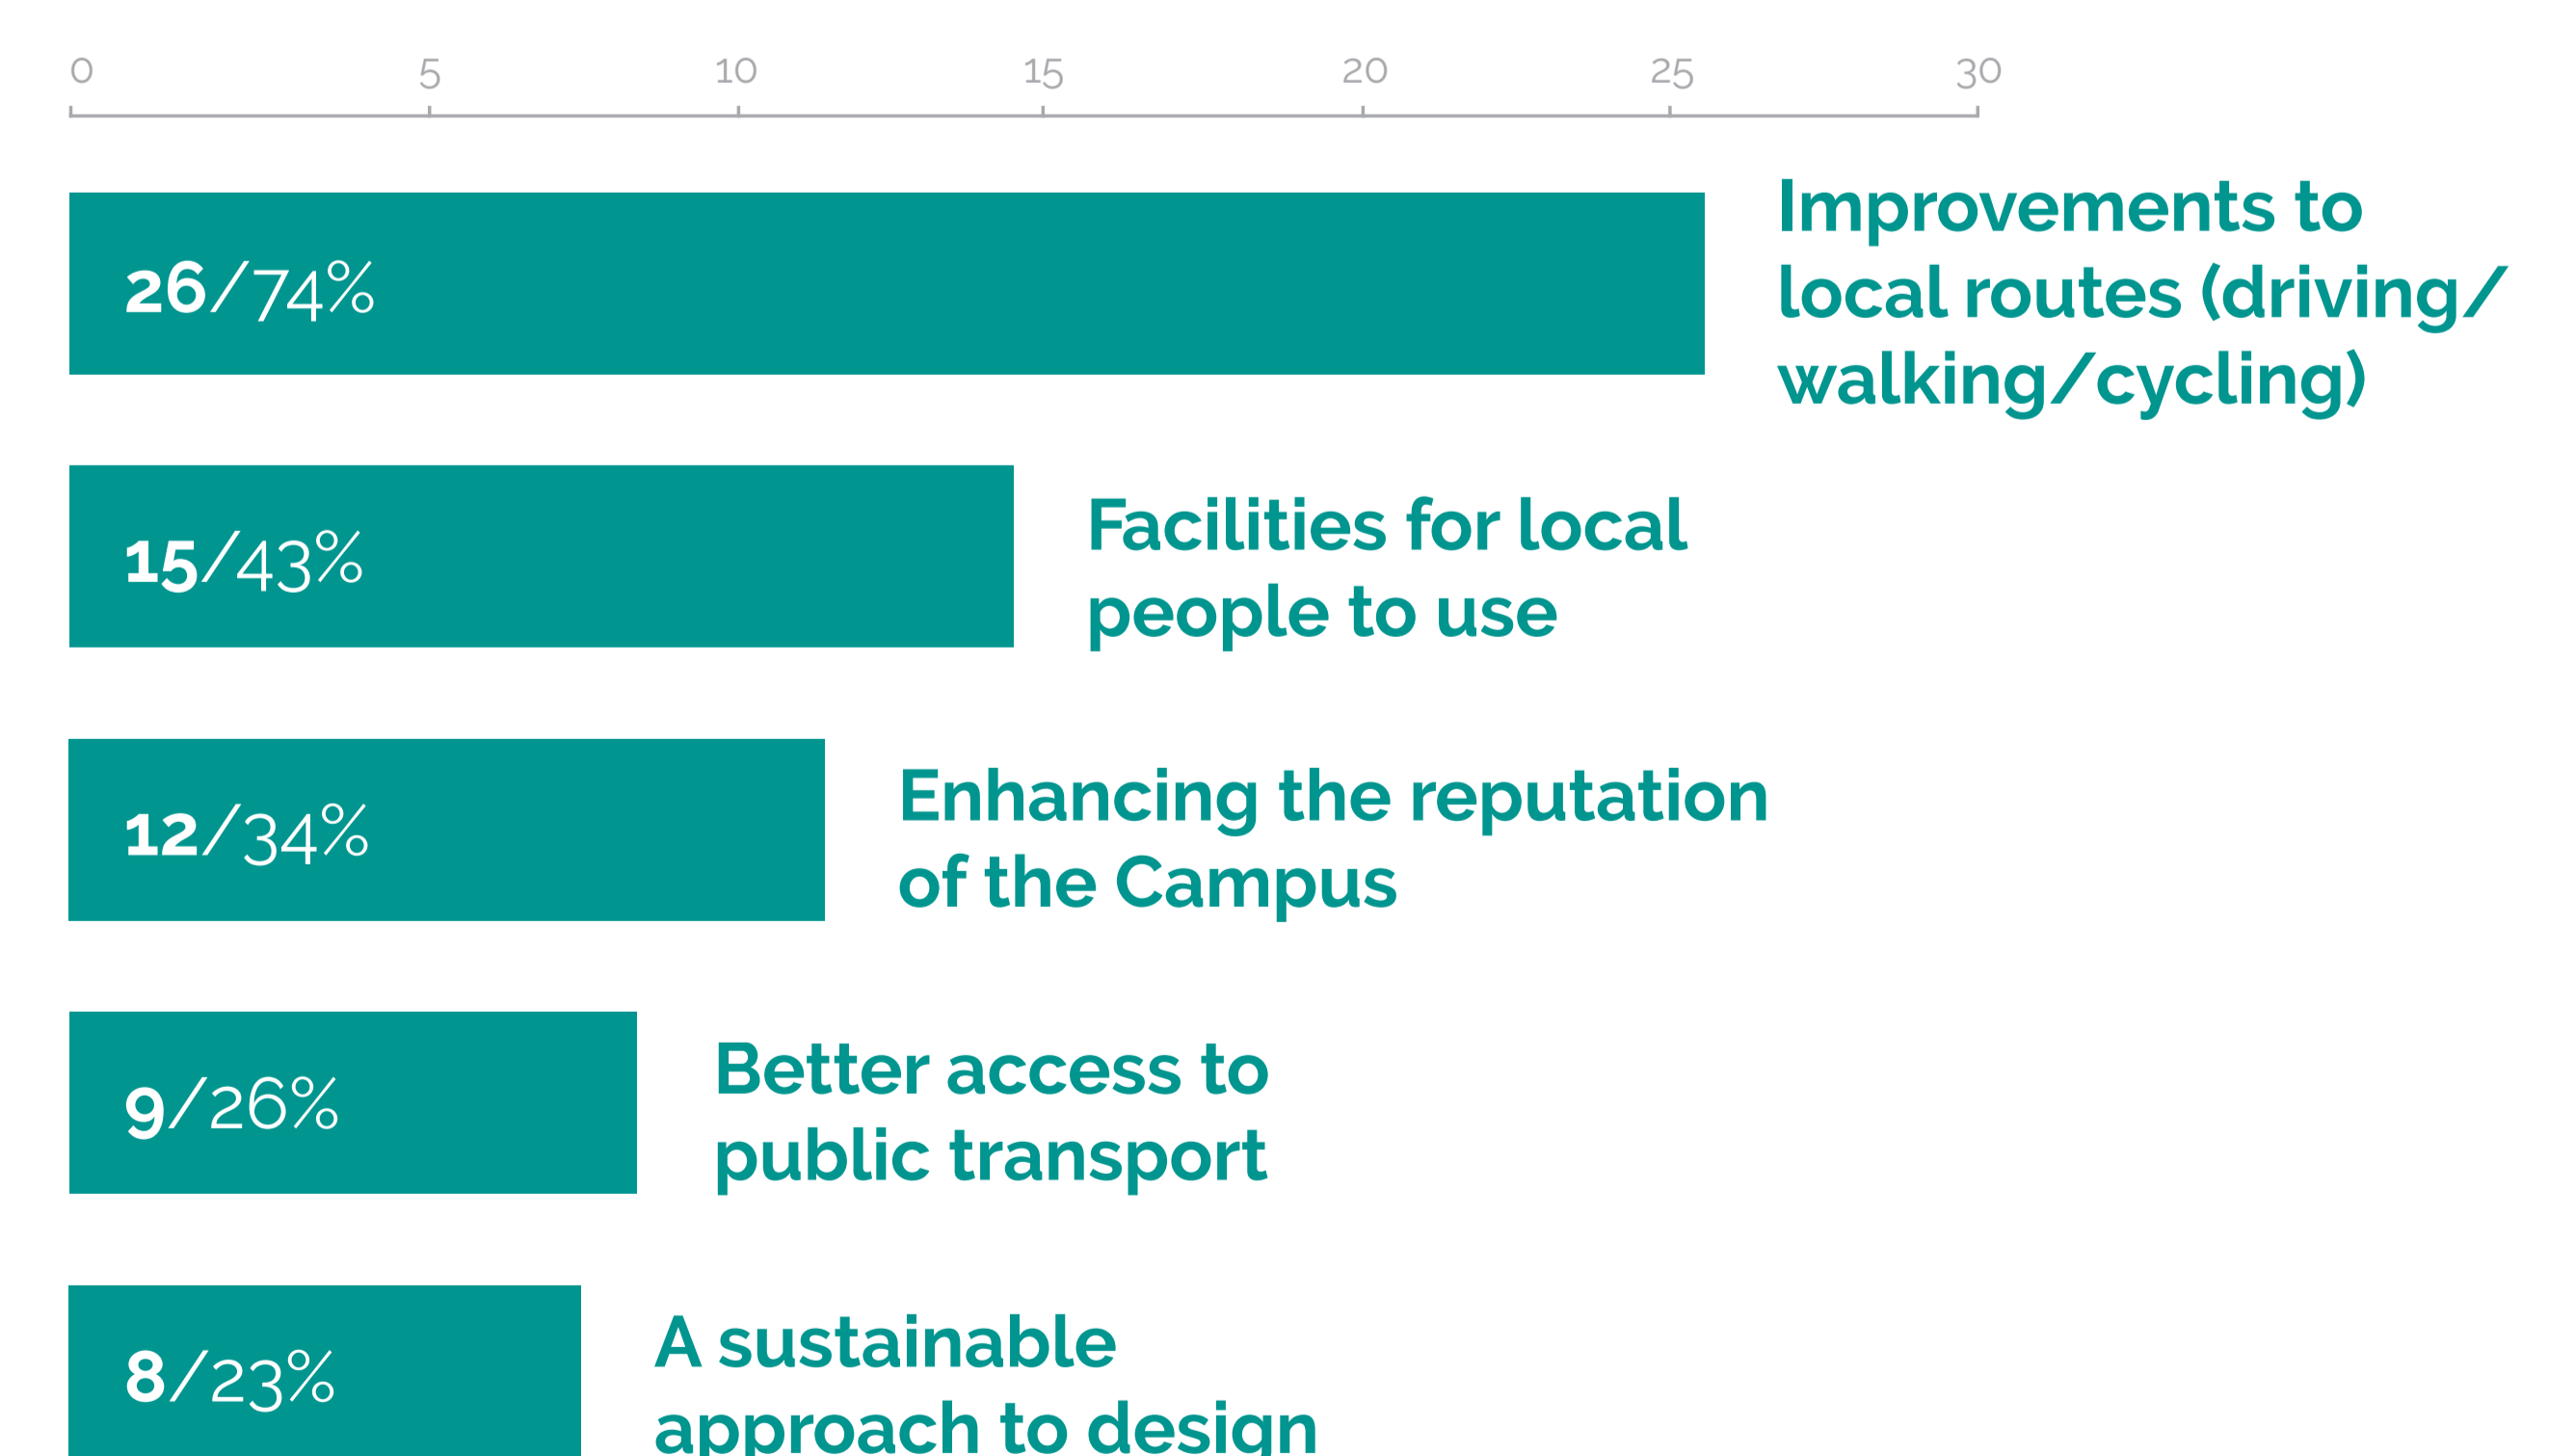 0 5 10 15 20 25 30
26/74%
Improvements to
local routes (driving/
walking/cycling)
15/43%
Facilities for local
people to use
12/34%
Enhancing the reputation
of the Campus
9/26%
Better access to
public transport
8/23%
A sustainable
approach to design